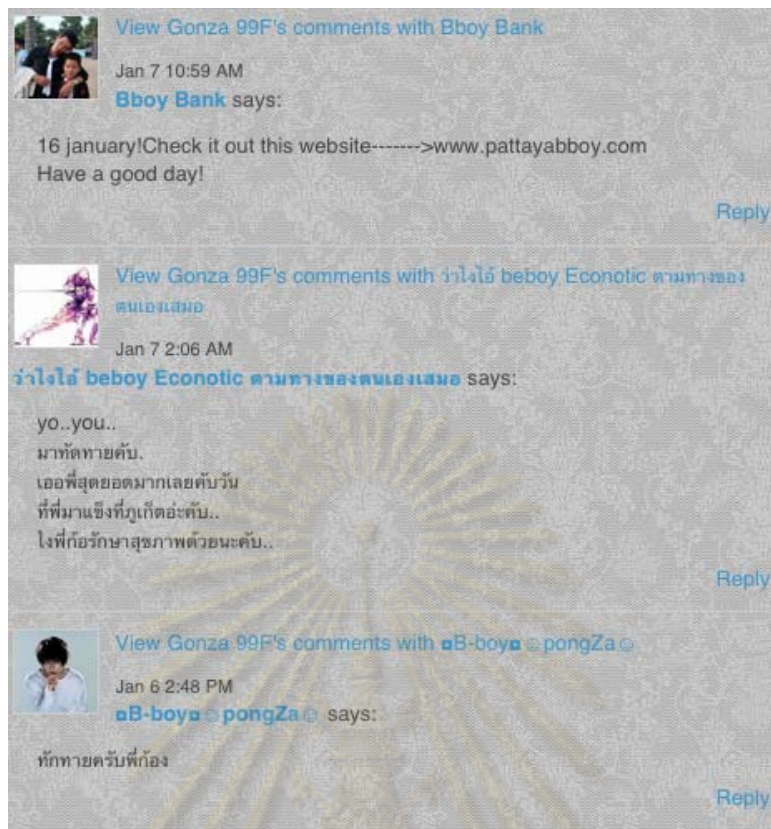 View Gonza 99F's comments with Bboy Bank
Jan 7 10:59 AM
Bboy Bank says:
16 january!Check it out this website------->www.pattayabboy.com
Have a good day!
Reply
View Gonza 99F's comments with ว่าไงไอ้ beboy Econotic ตามทางของ
ตนเองเสมอ
Jan 7 2:06 AM
ว่าไงไอ้ beboy Econotic ตามทางของตนเองเสมอ says:
yo..you..
มาทัดทายคับ.
เออพี่สุดยอดมากเลยคับวัน
ที่พี่มาแข็งที่ภูเก็ตอ่ะคับ..
ไงพี่ก้อรักษาสุขภาพด้วยนะคับ..
Reply
View Gonza 99F's comments with ◘B-boy◘☺pongZa☺
Jan 6 2:48 PM
◘B-boy◘☺pongZa☺ says:
ทักทายครับพี่ก้อง
Reply